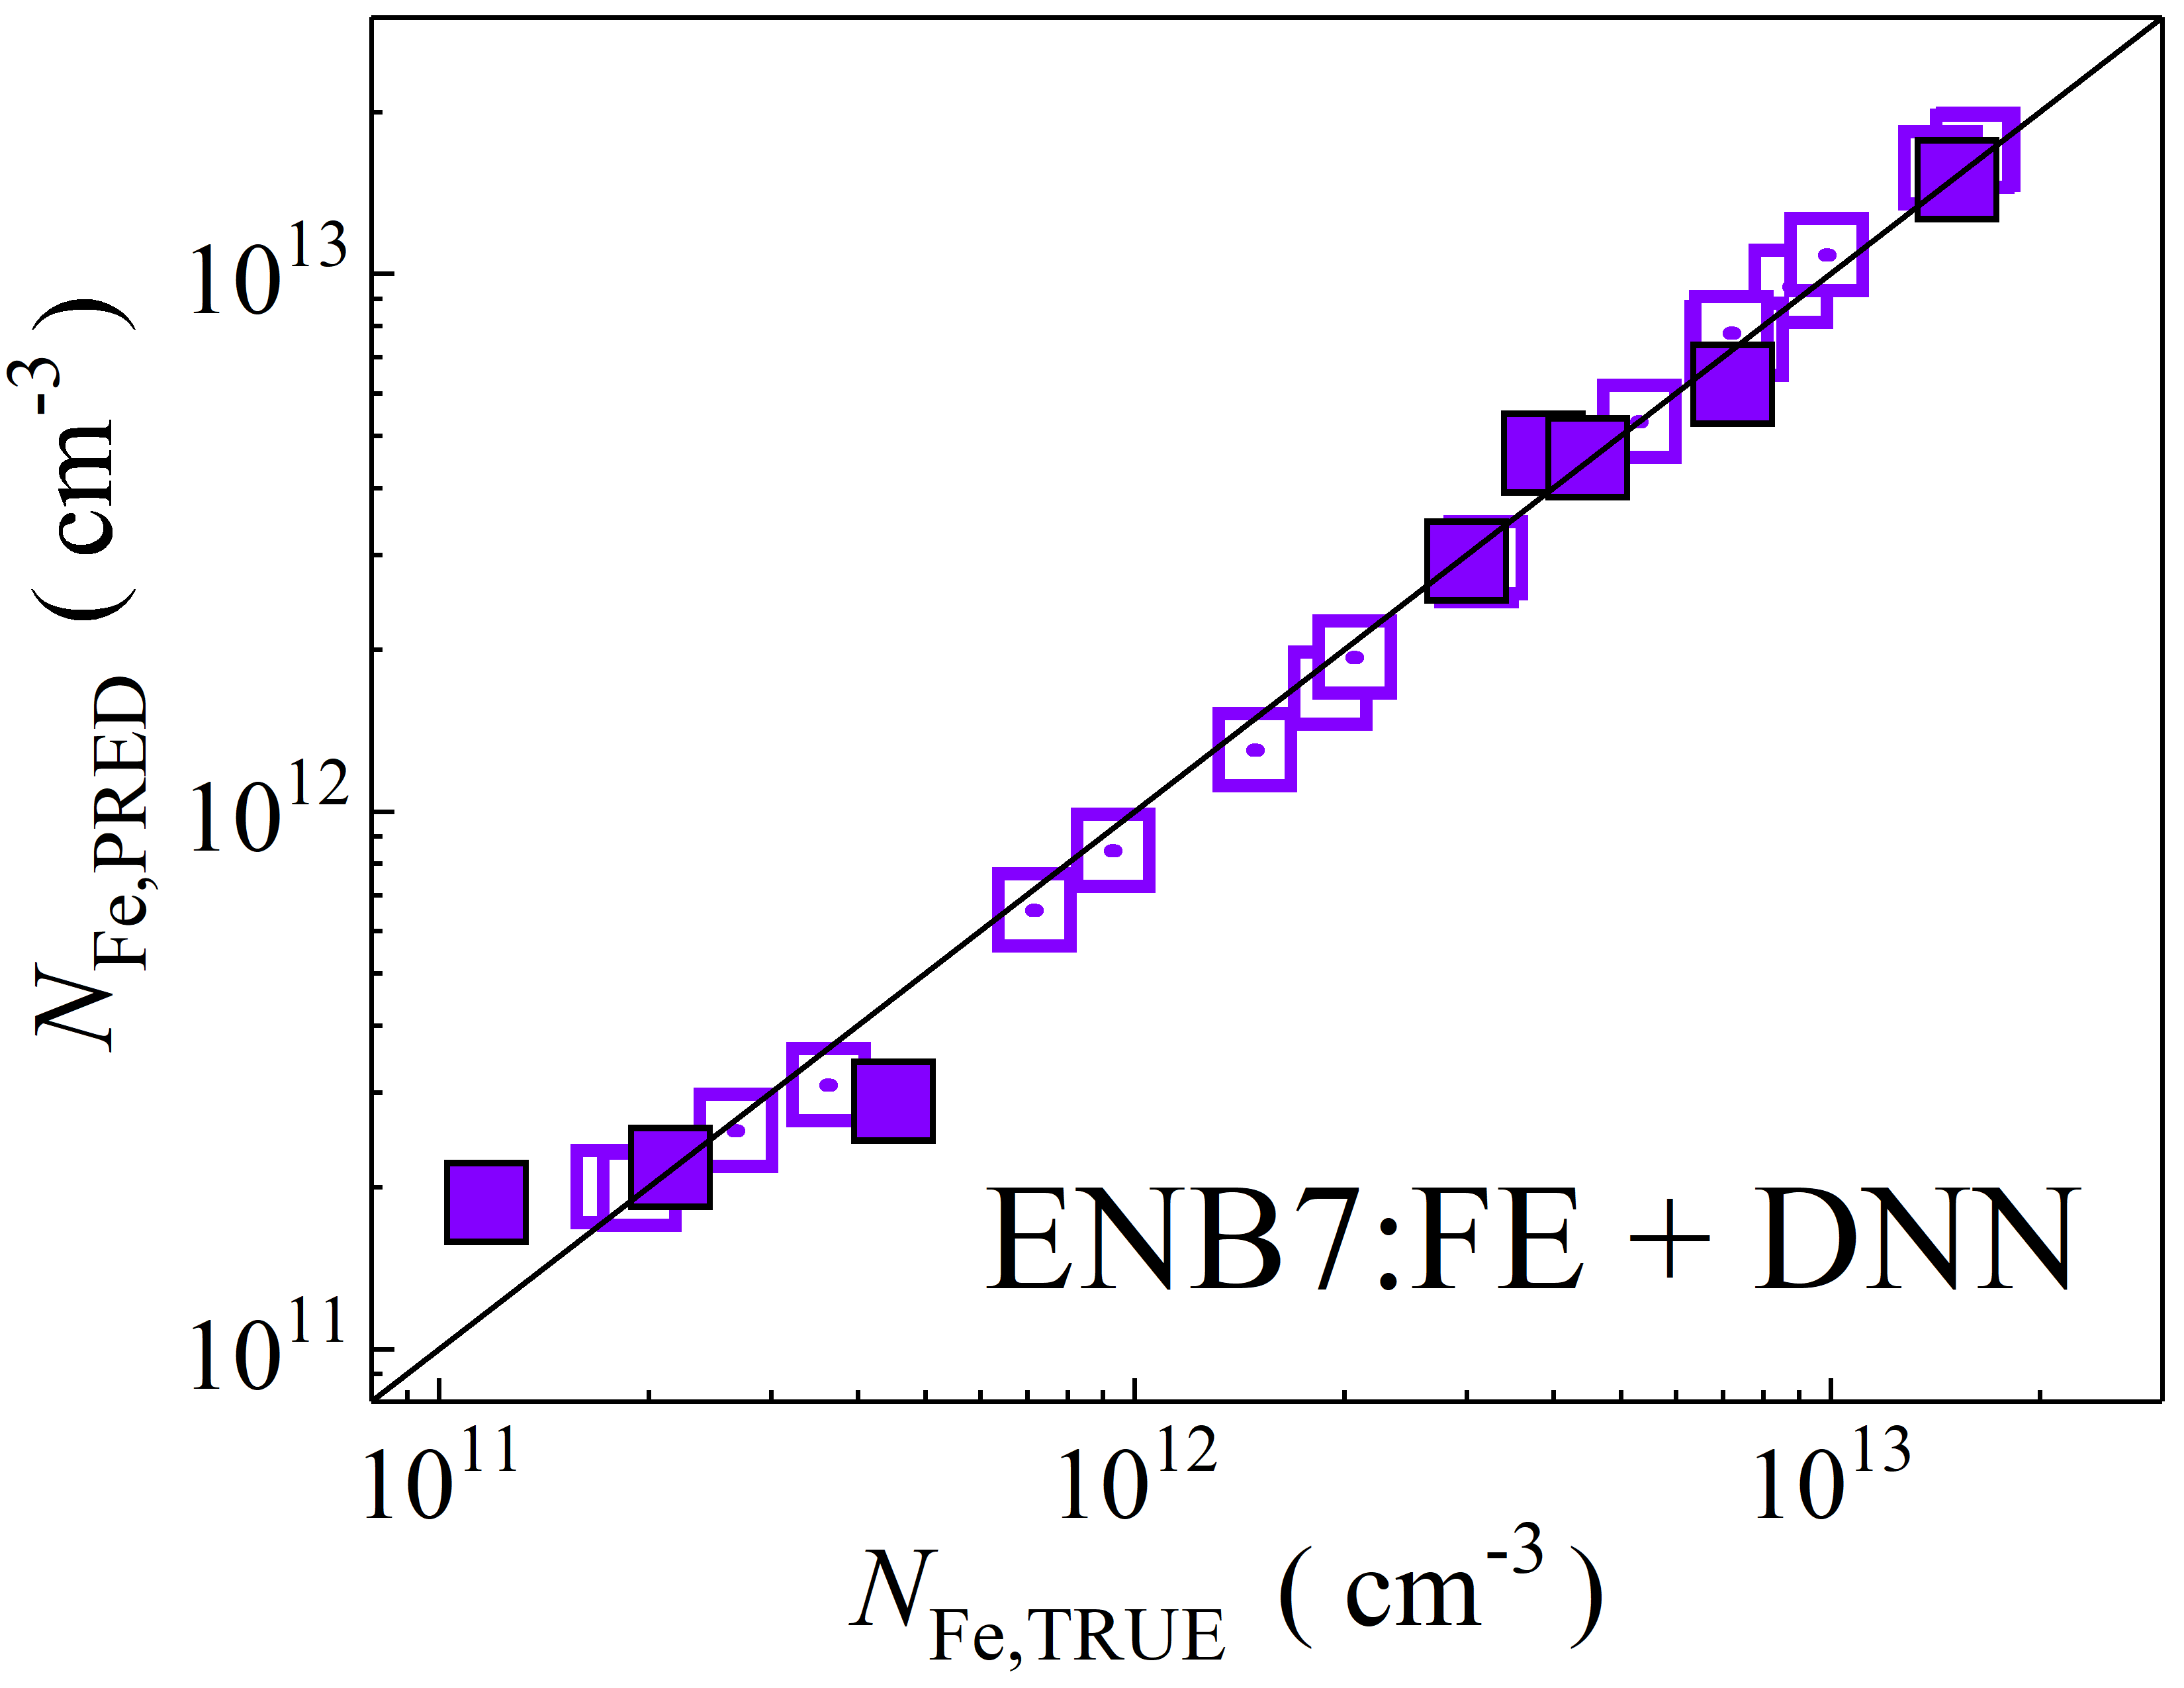 N_Fe,PRED ( cm^-3 )
10^13
10^12
10^11
ENB7:FE + DNN
10^11 10^12 10^13
N_Fe,TRUE ( cm^-3 )